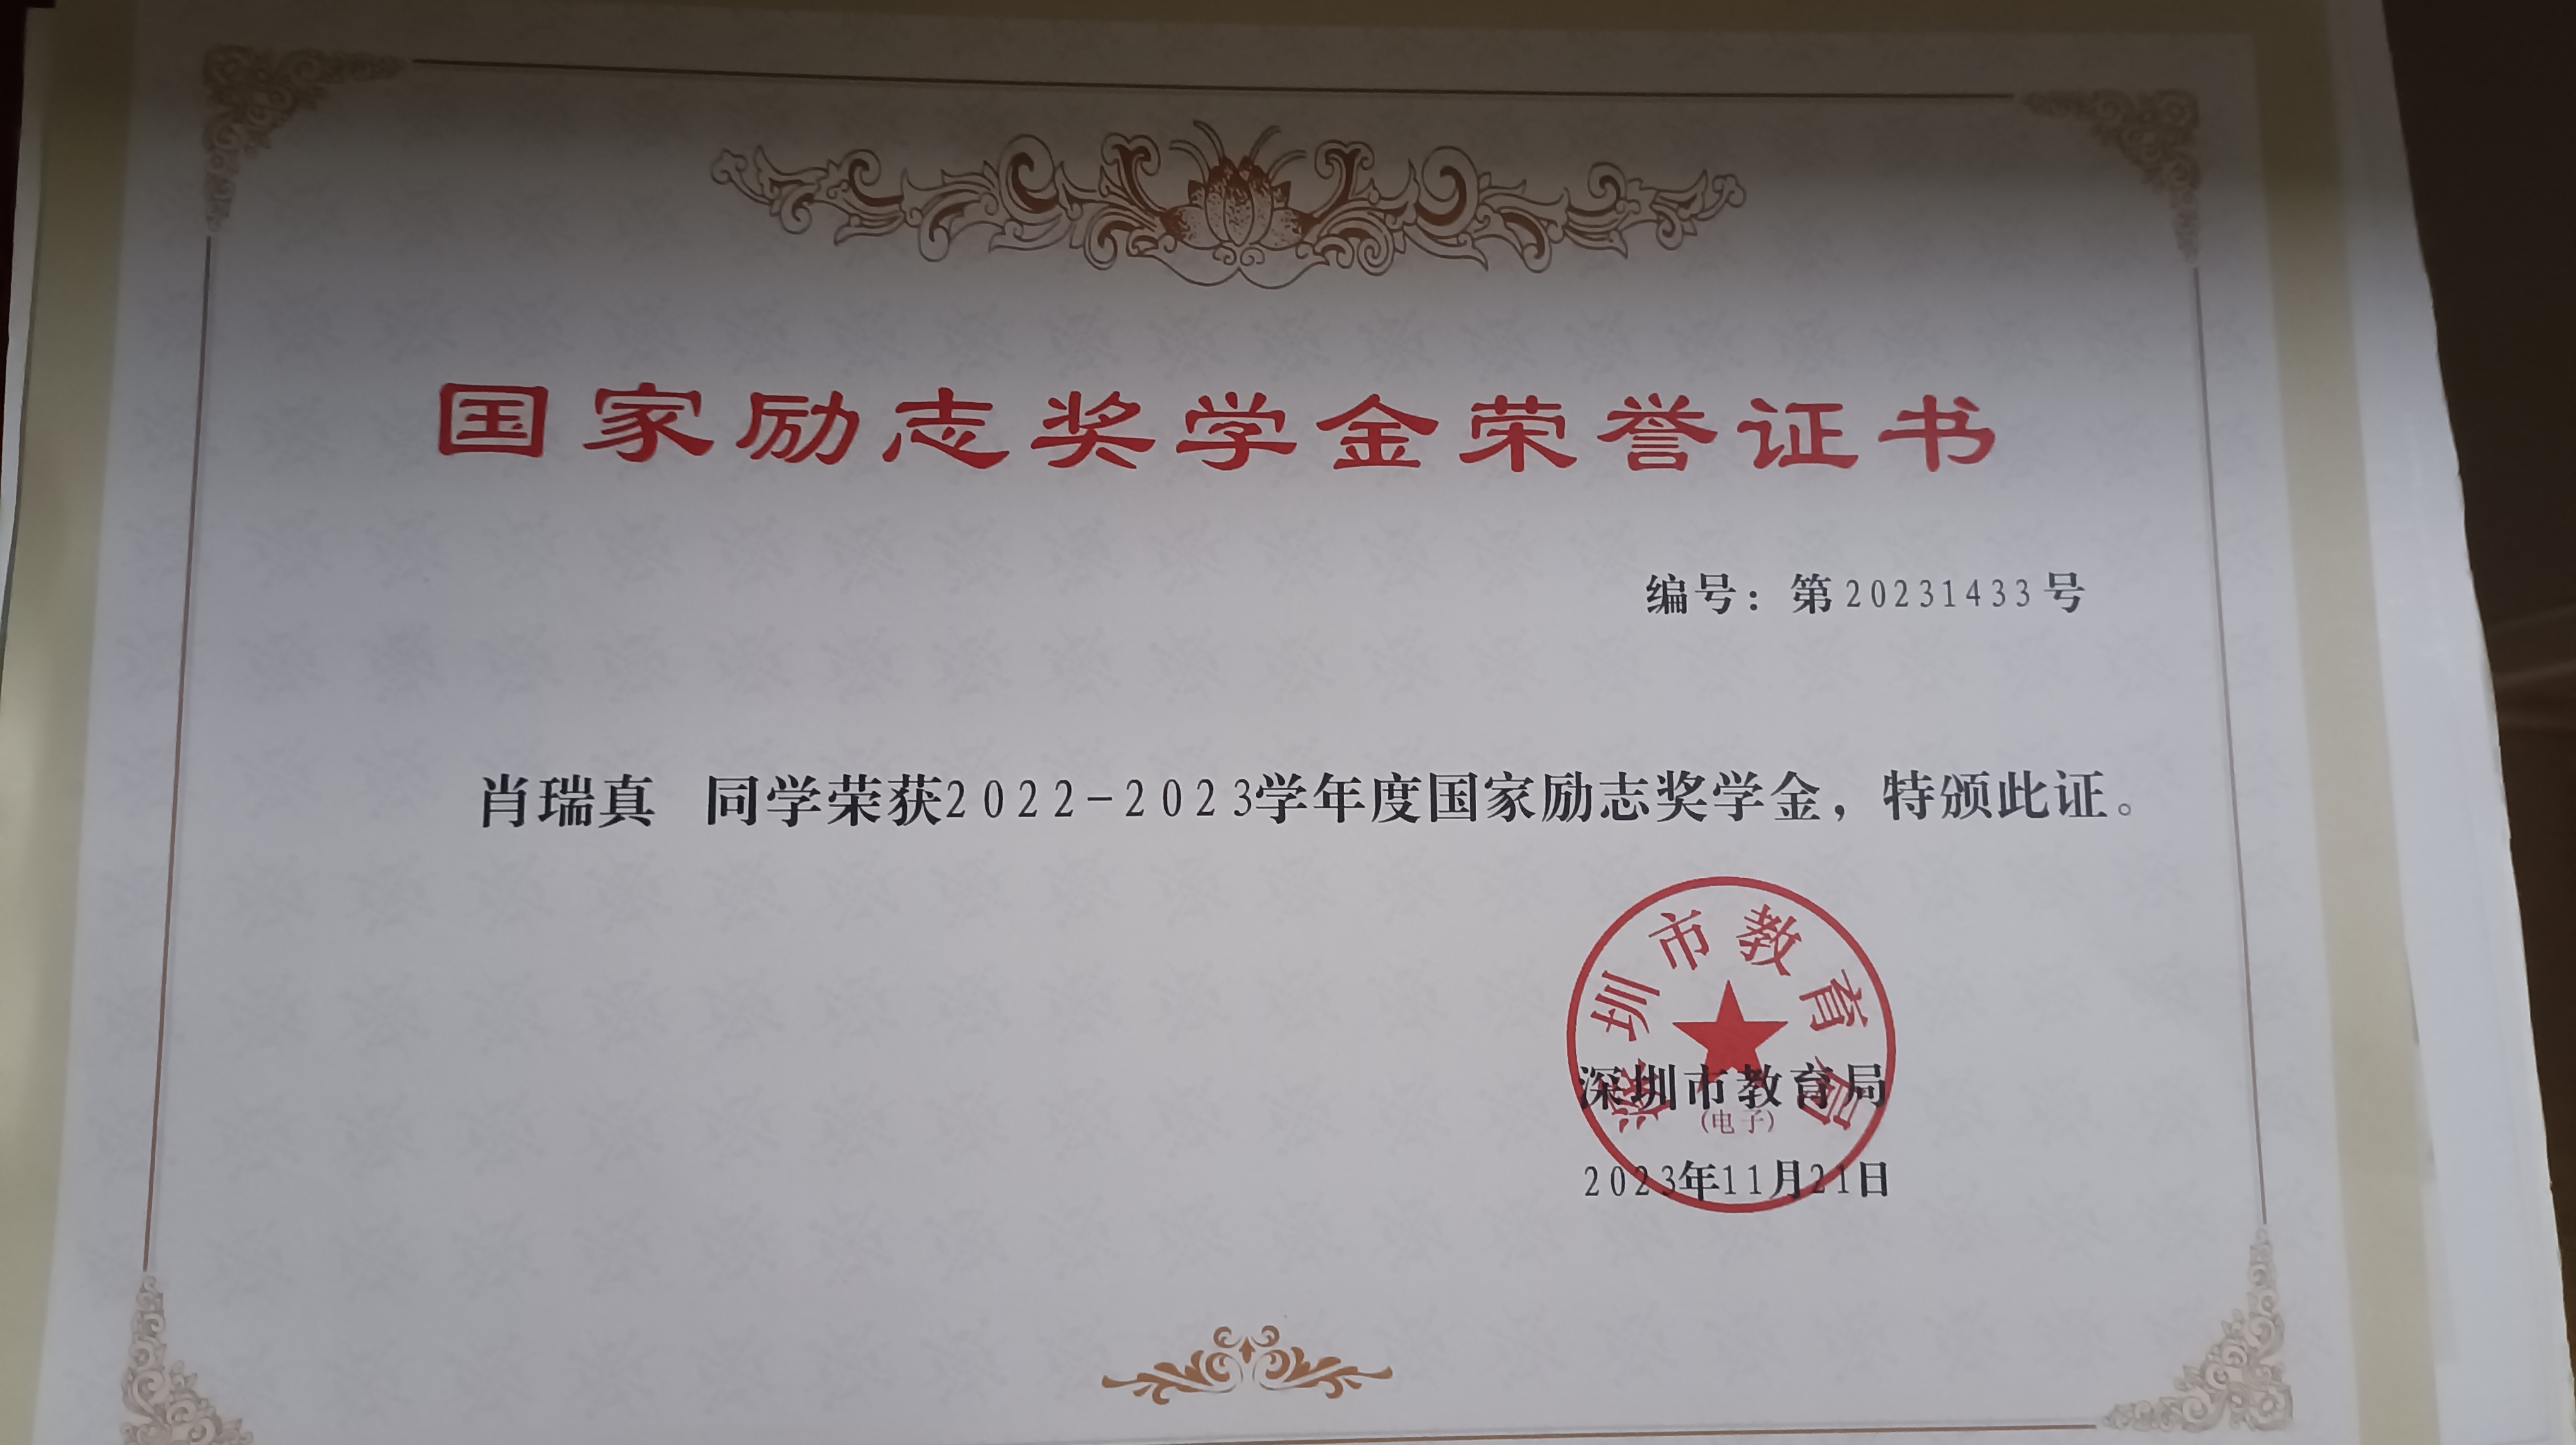 国家励志奖学金荣誉证书
编号：第20231433号
肖瑞真 同学荣获2022-2023学年度国家励志奖学金，特颁此证。
深圳市教育局
深圳市教育局
(电子)
2023年11月21日